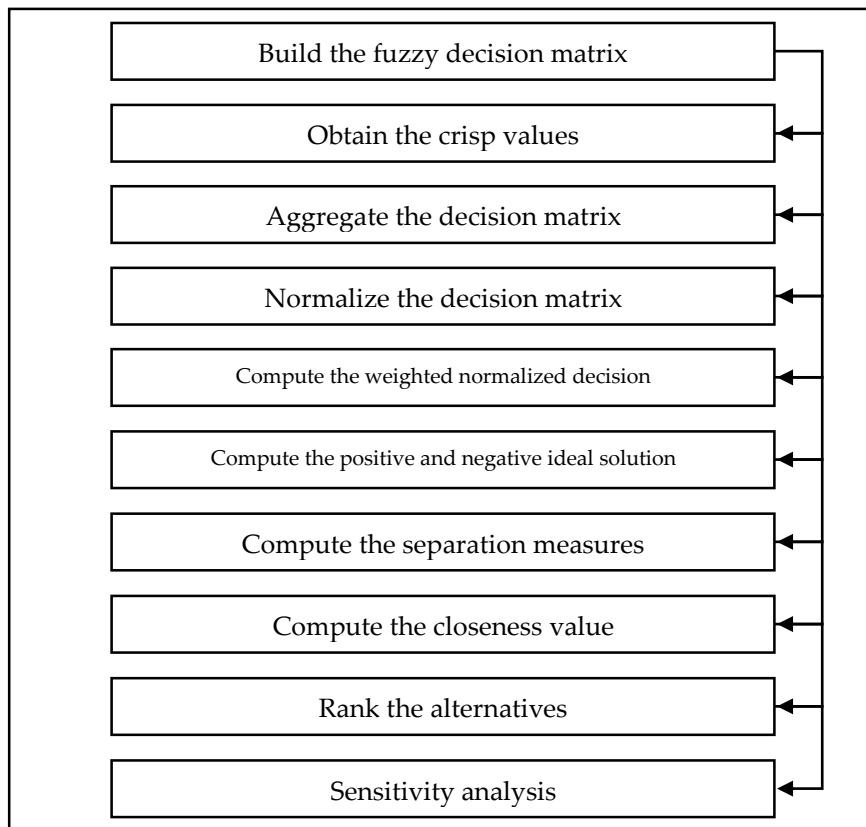 Build the fuzzy decision matrix
Obtain the crisp values
Aggregate the decision matrix
Normalize the decision matrix
Compute the weighted normalized decision
Compute the positive and negative ideal solution
Compute the separation measures
Compute the closeness value
Rank the alternatives
Sensitivity analysis